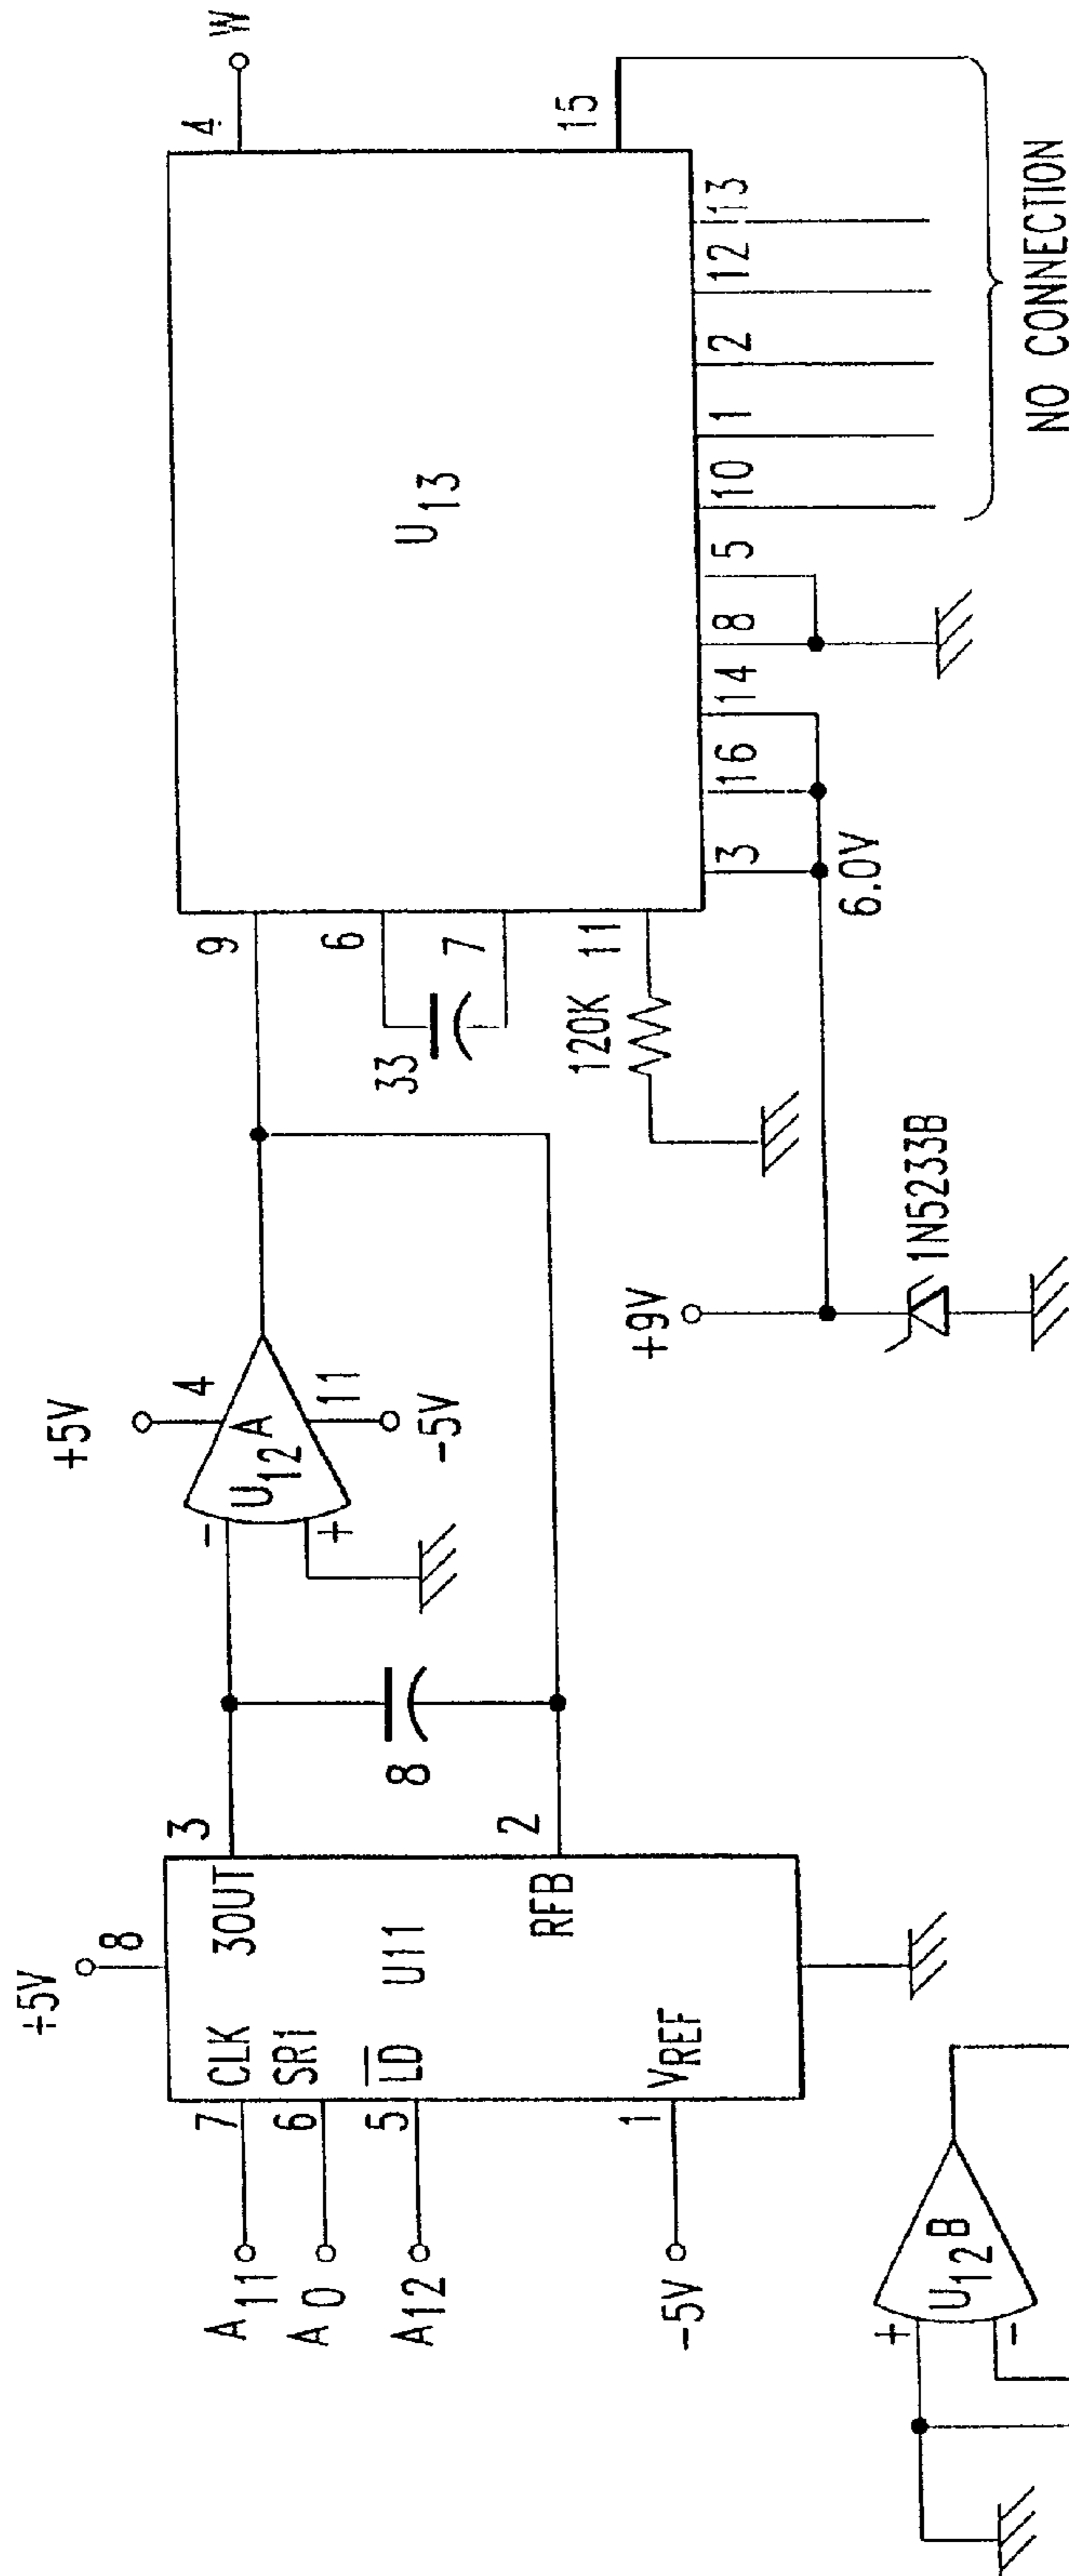 +5V
8
7
CLK
30UT
3
A11
6
SR1
A0
5
LD
U11
A12
1
VREF
RFB
2
-5V
8
-
+
U12A
+5V
4
11
-5V
9
6
7
33
11
120K
U13
4
W
15
3
16
14
8
5
10
1
2
12
13
6.0V
+9V
1N5233B
NO CONNECTION
+
-
U12B